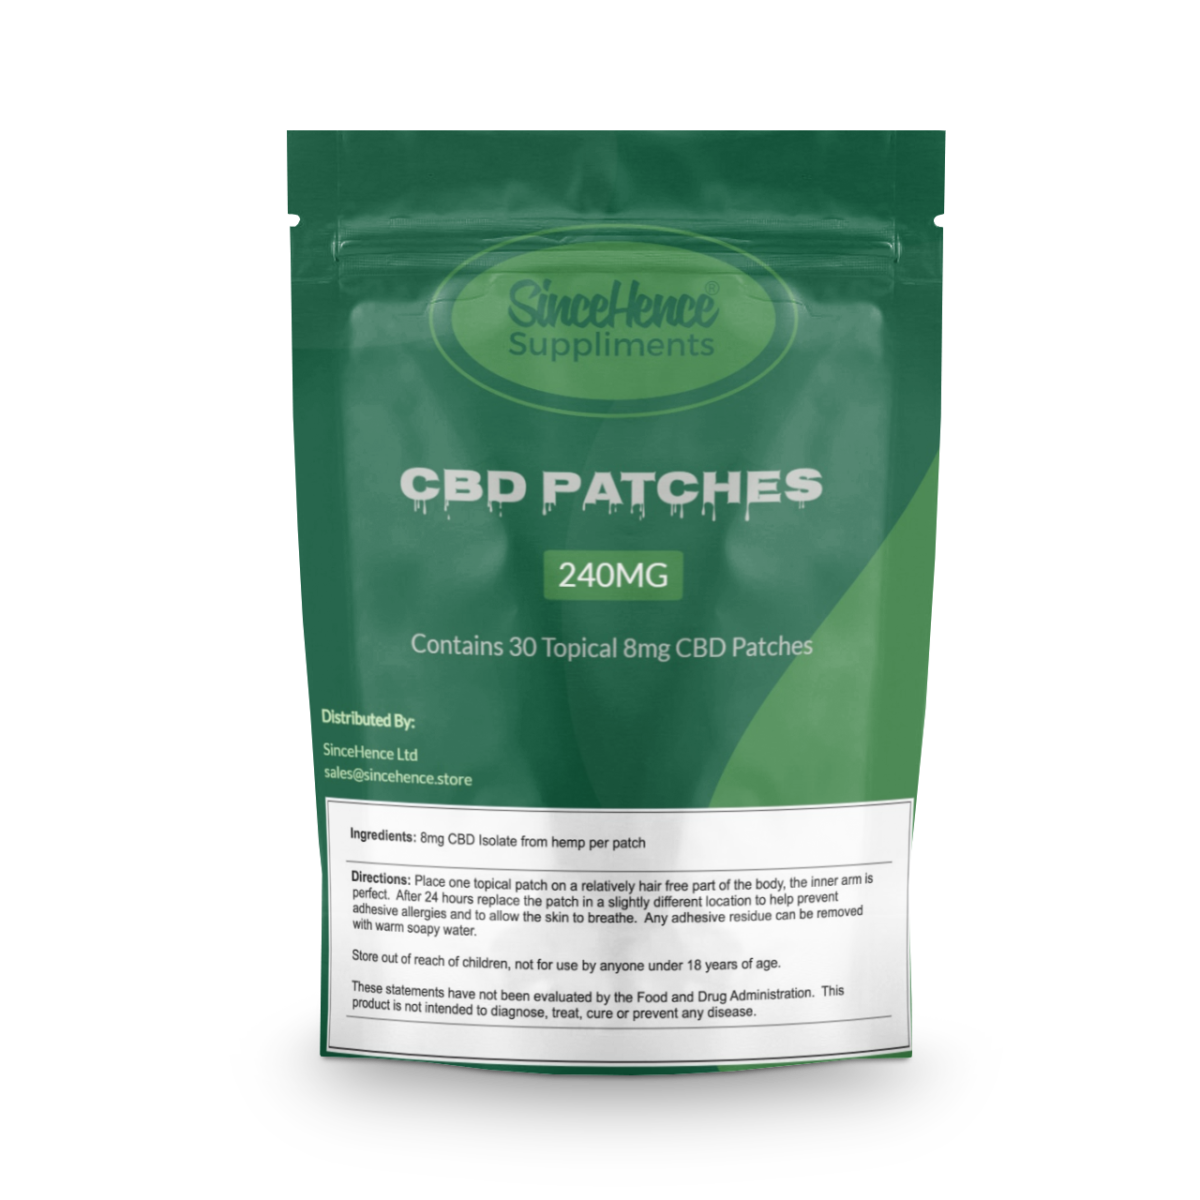 SinceHence®
Suppliments
CBD PATCHES
240MG
Contains 30 Topical 8mg CBD Patches
Distributed By:
SinceHence Ltd
sales@sincehence.store
Ingredients: 8mg CBD Isolate from hemp per patch
Directions: Place one topical patch on a relatively hair free part of the body, the inner arm is
perfect. After 24 hours replace the patch in a slightly different location to help prevent
adhesive allergies and to allow the skin to breathe. Any adhesive residue can be removed
with warm soapy water.
Store out of reach of children, not for use by anyone under 18 years of age.
These statements have not been evaluated by the Food and Drug Administration. This
product is not intended to diagnose, treat, cure or prevent any disease.